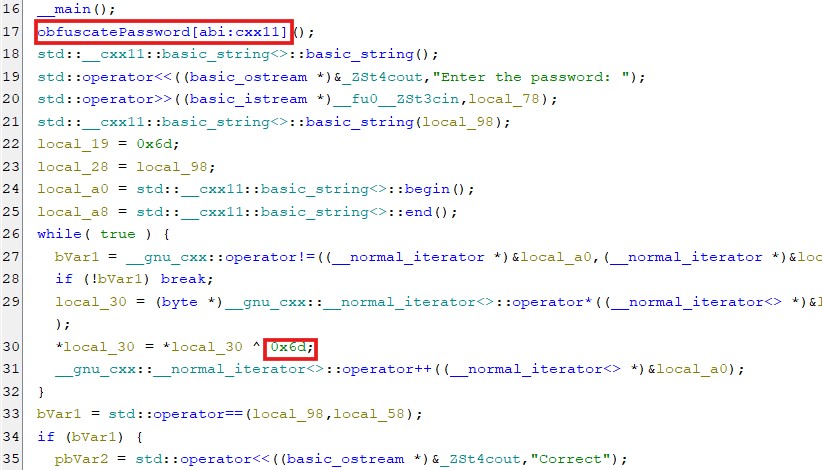 16 __main();
17 obfuscatePassword[abi:cxx11]();
18 std::__cxx11::basic_string<>::basic_string();
19 std::operator<<((basic_ostream *)&_ZSt4cout,"Enter the password: ");
20 std::operator>>((basic_istream *)__fu0__ZSt3cin,local_78);
21 std::__cxx11::basic_string<>::basic_string(local_98);
22 local_19 = 0x6d;
23 local_28 = local_98;
24 local_a0 = std::__cxx11::basic_string<>::begin();
25 local_a8 = std::__cxx11::basic_string<>::end();
26 while( true ) {
27 bVar1 = __gnu_cxx::operator!=((__normal_iterator *)&local_a0,(__normal_iterator *)&loc
28 if (!bVar1) break;
29 local_30 = (byte *)__gnu_cxx::__normal_iterator<>::operator*((__normal_iterator<> *)&l
);
30 *local_30 = *local_30 ^ 0x6d;
31 __gnu_cxx::__normal_iterator<>::operator++((__normal_iterator<> *)&local_a0);
32 }
33 bVar1 = std::operator==(local_98,local_58);
34 if (bVar1) {
35 pbVar2 = std::operator<<((basic_ostream *)&_ZSt4cout,"Correct");